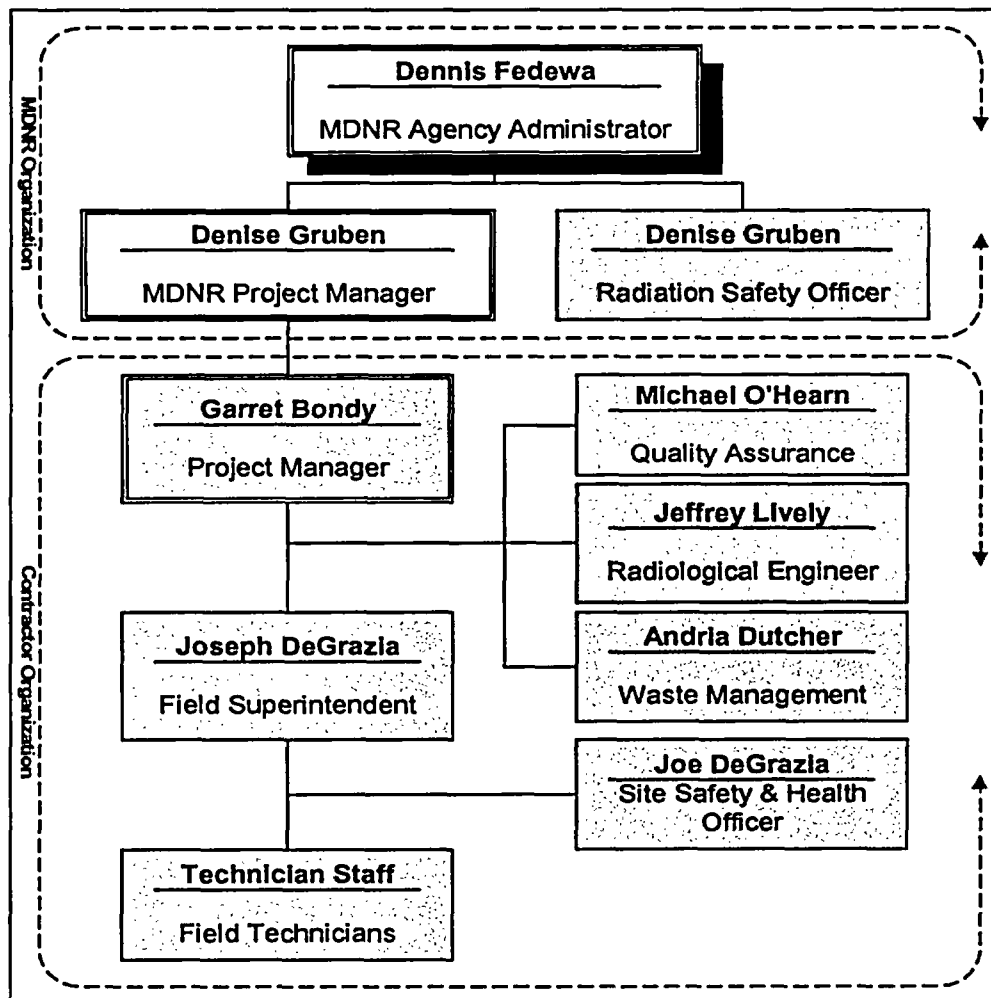 MDNR Organization
Dennis Fedewa
MDNR Agency Administrator
Denise Gruben
MDNR Project Manager
Denise Gruben
Radiation Safety Officer
Contractor Organization
Garret Bondy
Project Manager
Michael O'Hearn
Quality Assurance
Jeffrey Lively
Radiological Engineer
Joseph DeGrazia
Field Superintendent
Andria Dutcher
Waste Management
Joe DeGrazia
Site Safety & Health
Officer
Technician Staff
Field Technicians